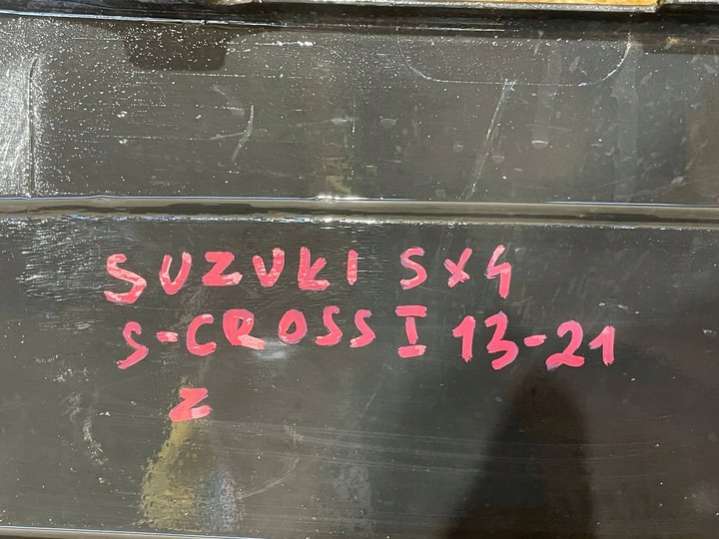 SUZUKI SX4
S-CROSS I 13-21
Z